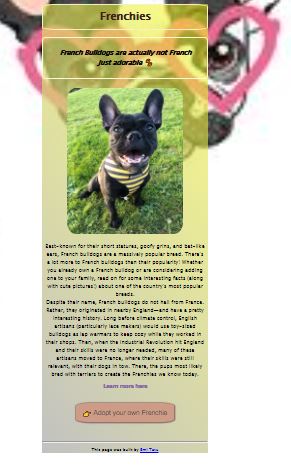 Frenchies
French Bulldogs are actually not French
just adorable 🐕
Best-known for their short statures, goofy grins, and bat-like
ears, French bulldogs are a massively popular breed. There's
a lot more to French bulldogs than their popularity! Whether
you already own a French bulldog or are considering adding
one to your family, read on for some interesting facts (along
with cute pictures!) about one of the country's most popular
breeds.
Despite their name, French bulldogs do not hail from France.
Rather, they originated in nearby England—and have a pretty
interesting history. Long before climate control, English
artisans (particularly lace makers) would use toy-sized
bulldogs as lap warmers to keep cozy while they worked in
their shops. Then, when the Industrial Revolution hit England
and their skills were no longer needed, many of these
artisans moved to France, where their skills were still
relevant, with their dogs in tow. There, the pups most likely
bred with terriers to create the Frenchies we know today.
Learn more here
👉 Adopt your own Frenchie
This page was built by